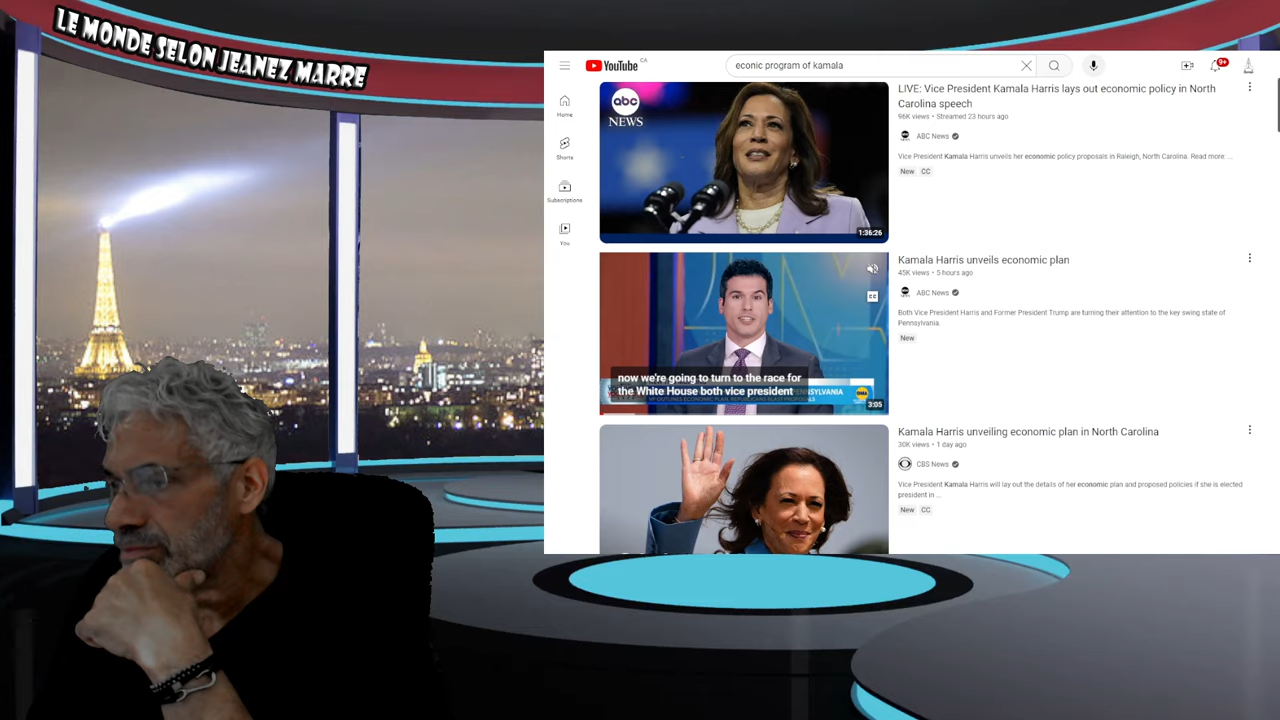 LE MONDE SELON JEANEZ MARRE
YouTube CA
econic program of kamala
9+
Home
Shorts
Subscriptions
You
abc
NEWS
1:36:26
LIVE: Vice President Kamala Harris lays out economic policy in North
Carolina speech
96K views • Streamed 23 hours ago
ABC News
Vice President Kamala Harris unveils her economic policy proposals in Raleigh, North Carolina. Read more: ...
New CC
CC
now we're going to turn to the race for
the White House both vice president
3:05
Kamala Harris unveils economic plan
45K views • 5 hours ago
ABC News
Both Vice President Harris and Former President Trump are turning their attention to the key swing state of
Pennsylvania.
New
Kamala Harris unveiling economic plan in North Carolina
30K views • 1 day ago
CBS News
Vice President Kamala Harris will lay out the details of her economic plan and proposed policies if she is elected
president in ...
New CC